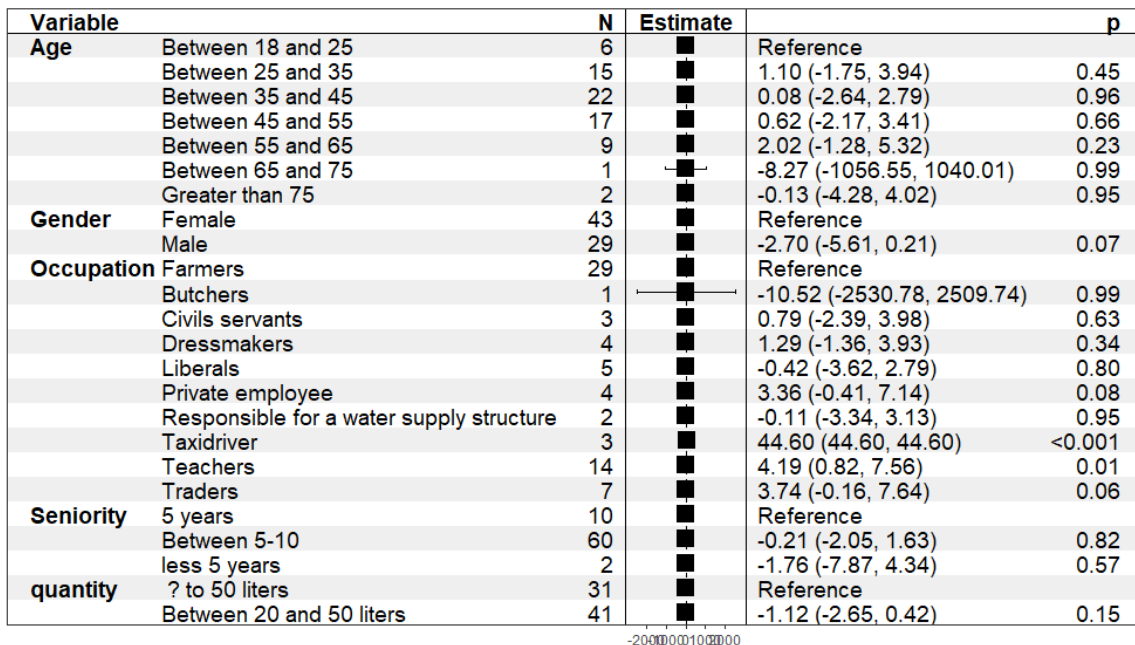 Variable N Estimate p
Age Between 18 and 25 6 Reference
Between 25 and 35 15 1.10 (-1.75, 3.94) 0.45
Between 35 and 45 22 0.08 (-2.64, 2.79) 0.96
Between 45 and 55 17 0.62 (-2.17, 3.41) 0.66
Between 55 and 65 9 2.02 (-1.28, 5.32) 0.23
Between 65 and 75 1 -8.27 (-1056.55, 1040.01) 0.99
Greater than 75 2 -0.13 (-4.28, 4.02) 0.95
Gender Female 43 Reference
Male 29 -2.70 (-5.61, 0.21) 0.07
Occupation Farmers 29 Reference
Butchers 1 -10.52 (-2530.78, 2509.74) 0.99
Civils servants 3 0.79 (-2.39, 3.98) 0.63
Dressmakers 4 1.29 (-1.36, 3.93) 0.34
Liberals 5 -0.42 (-3.62, 2.79) 0.80
Private employee 4 3.36 (-0.41, 7.14) 0.08
Responsible for a water supply structure 2 -0.11 (-3.34, 3.13) 0.95
Taxidriver 3 44.60 (44.60, 44.60) <0.001
Teachers 14 4.19 (0.82, 7.56) 0.01
Traders 7 3.74 (-0.16, 7.64) 0.06
Seniority 5 years 10 Reference
Between 5-10 60 -0.21 (-2.05, 1.63) 0.82
less 5 years 2 -1.76 (-7.87, 4.34) 0.57
quantity ? to 50 liters 31 Reference
Between 20 and 50 liters 41 -1.12 (-2.65, 0.42) 0.15
-2000 -1000 0 1000 2000